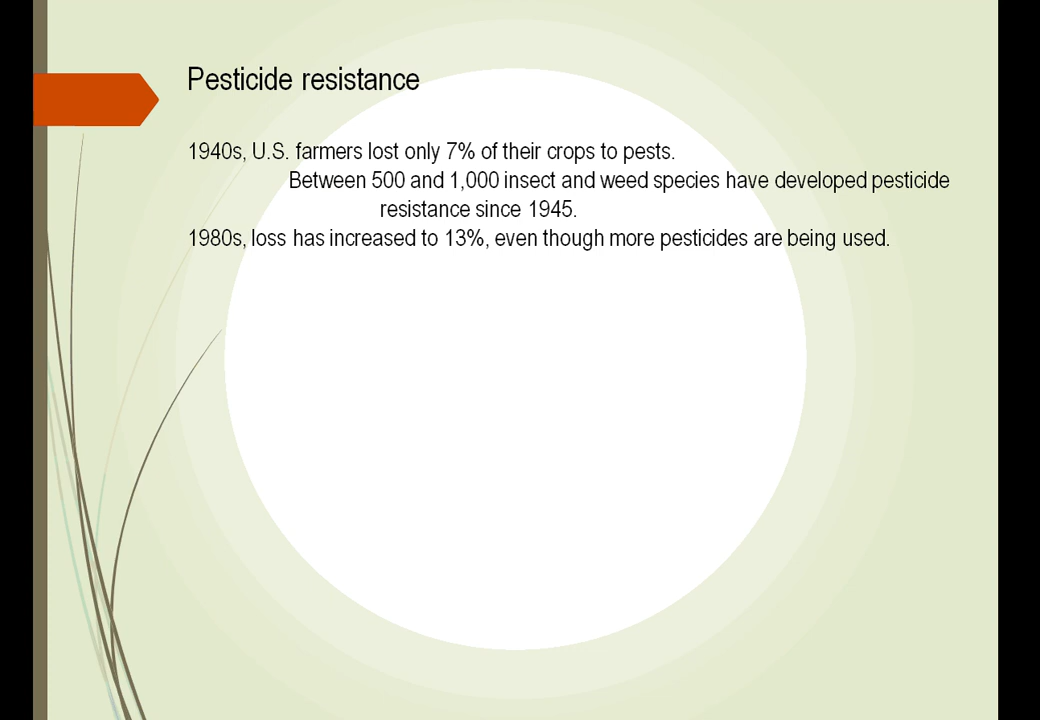 Pesticide resistance
1940s, U.S. farmers lost only 7% of their crops to pests.
Between 500 and 1,000 insect and weed species have developed pesticide
resistance since 1945.
1980s, loss has increased to 13%, even though more pesticides are being used.